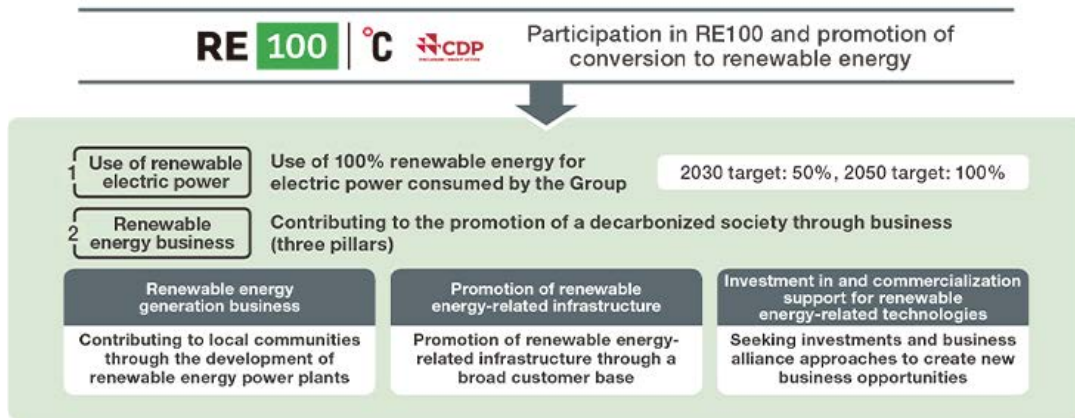 RE 100 °C CDP
Participation in RE100 and promotion of
conversion to renewable energy
1 Use of renewable
electric power
Use of 100% renewable energy for
electric power consumed by the Group
2030 target: 50%, 2050 target: 100%
2 Renewable
energy business
Contributing to the promotion of a decarbonized society through business
(three pillars)
Renewable energy
generation business
Contributing to local communities
through the development of
renewable energy power plants
Promotion of renewable
energy-related infrastructure
Promotion of renewable energy-
related infrastructure through a
broad customer base
Investment in and commercialization
support for renewable
energy-related technologies
Seeking investments and business
alliance approaches to create new
business opportunities